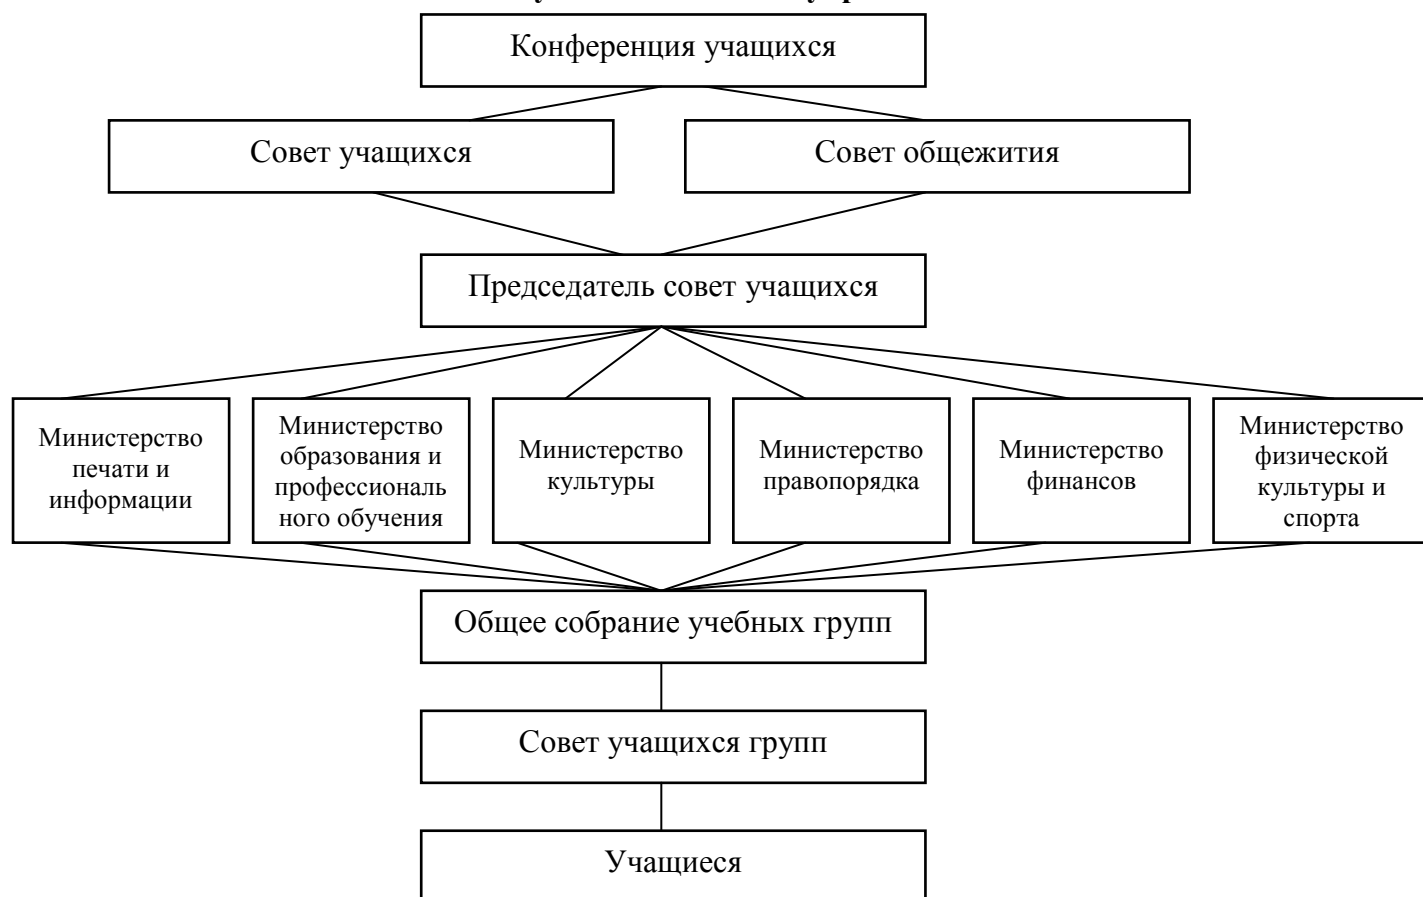 Конференция учащихся
Совет учащихся
Совет общежития
Председатель совет учащихся
Министерство
печати и
информации
Министерство
образования и
профессиональ
ного обучения
Министерство
культуры
Министерство
правопорядка
Министерство
финансов
Министерство
физической
культуры и
спорта
Общее собрание учебных групп
Совет учащихся групп
Учащиеся